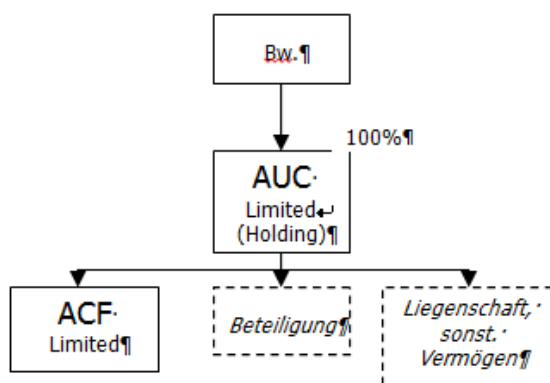 Bw.¶
100%¶
AUC·
Limited↵
(Holding)¶
ACF·
Limited¶
Beteiligung¶
Liegenschaft,·
sonst.·
Vermögen¶